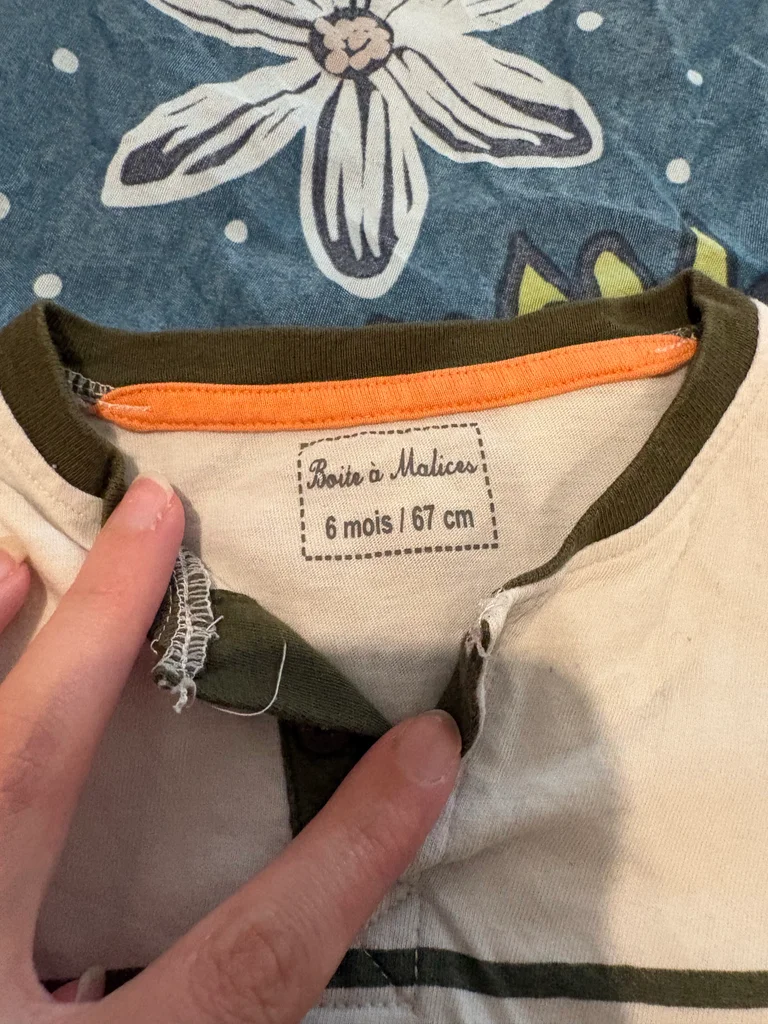 Boite à Malices
6 mois / 67 cm